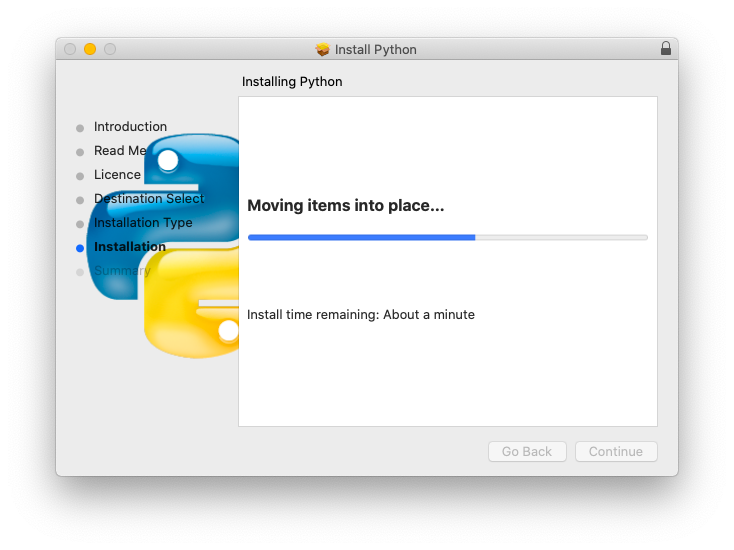 Install Python
Installing Python
Introduction
Read Me
Licence
Destination Select
Installation Type
Installation
Summary
Moving items into place...
Install time remaining: About a minute
Go Back
Continue